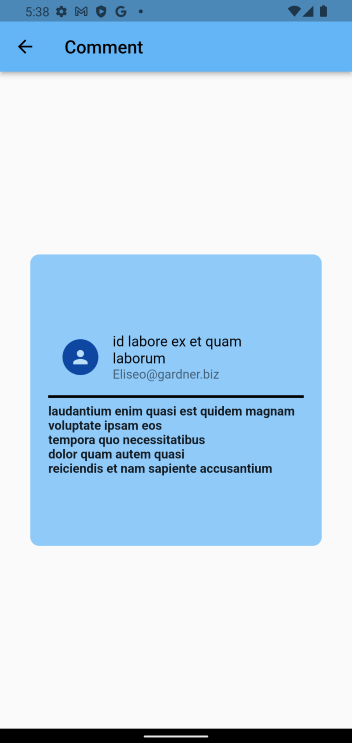 5:38
Comment
id labore ex et quam
laborum
Eliseo@gardner.biz
laudantium enim quasi est quidem magnam
voluptate ipsam eos
tempora quo necessitatibus
dolor quam autem quasi
reiciendis et nam sapiente accusantium